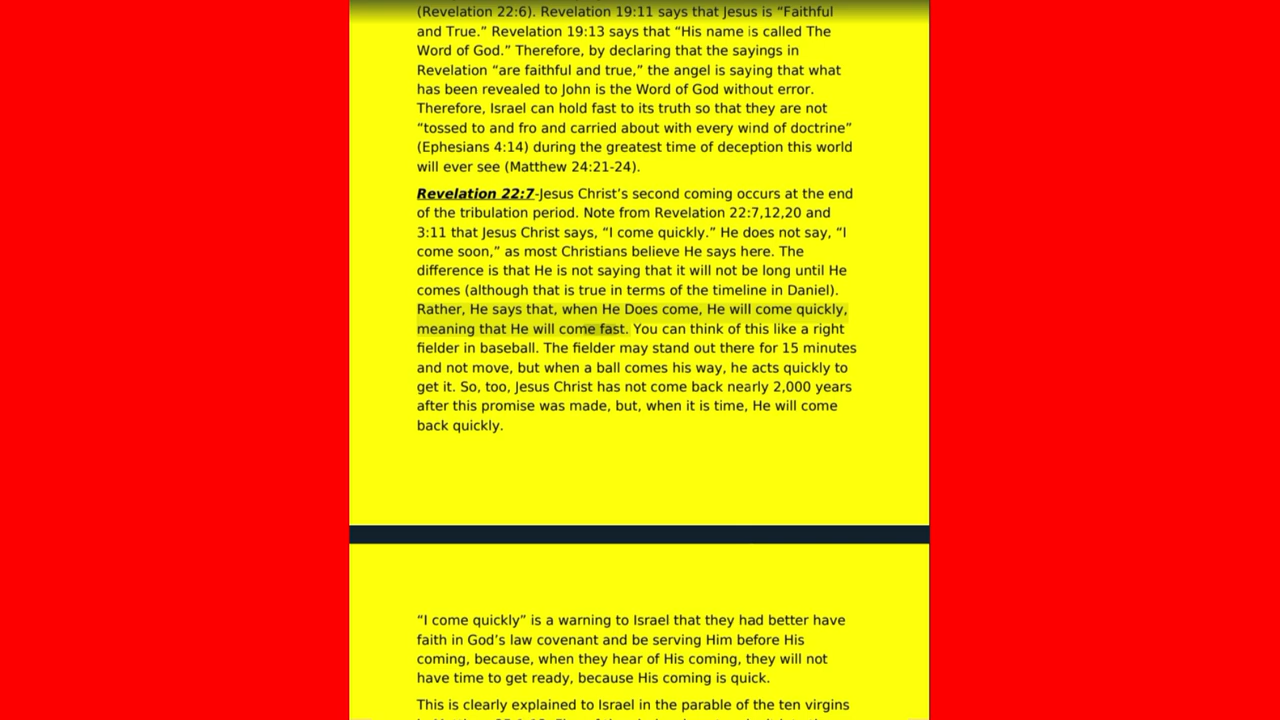 (Revelation 22:6). Revelation 19:11 says that Jesus is “Faithful
and True.” Revelation 19:13 says that “His name is called The
Word of God.” Therefore, by declaring that the sayings in
Revelation “are faithful and true,” the angel is saying that what
has been revealed to John is the Word of God without error.
Therefore, Israel can hold fast to its truth so that they are not
“tossed to and fro and carried about with every wind of doctrine”
(Ephesians 4:14) during the greatest time of deception this world
will ever see (Matthew 24:21-24).
Revelation 22:7-Jesus Christ’s second coming occurs at the end
of the tribulation period. Note from Revelation 22:7,12,20 and
3:11 that Jesus Christ says, “I come quickly.” He does not say, “I
come soon,” as most Christians believe He says here. The
difference is that He is not saying that it will not be long until He
comes (although that is true in terms of the timeline in Daniel).
Rather, He says that, when He Does come, He will come quickly,
meaning that He will come fast. You can think of this like a right
fielder in baseball. The fielder may stand out there for 15 minutes
and not move, but when a ball comes his way, he acts quickly to
get it. So, too, Jesus Christ has not come back nearly 2,000 years
after this promise was made, but, when it is time, He will come
back quickly.
“I come quickly” is a warning to Israel that they had better have
faith in God’s law covenant and be serving Him before His
coming, because, when they hear of His coming, they will not
have time to get ready, because His coming is quick.
This is clearly explained to Israel in the parable of the ten virgins